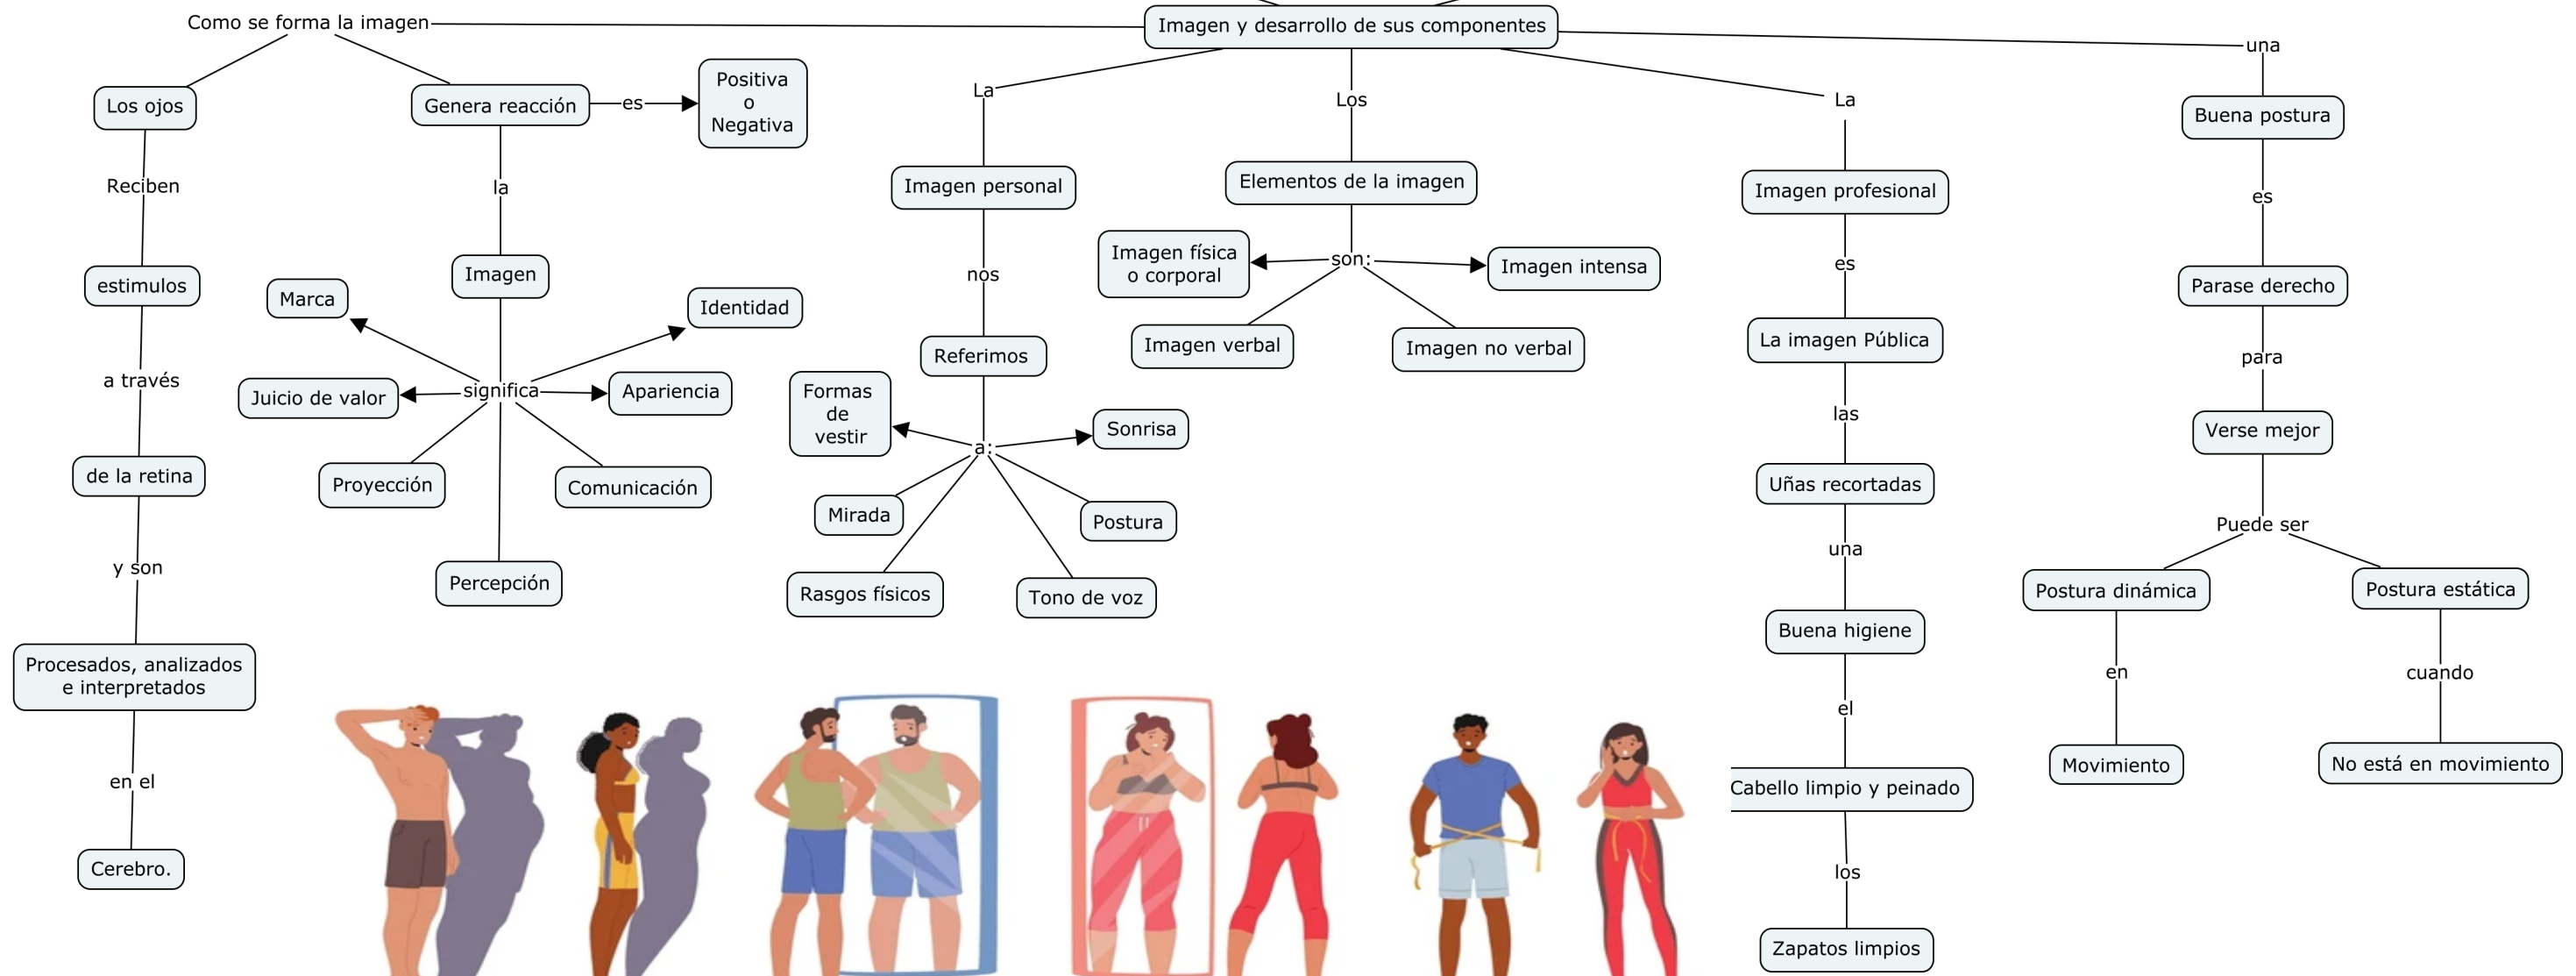 Como se forma la imagen
Imagen y desarrollo de sus componentes
una
Los ojos
Reciben
estimulos
a través
de la retina
y son
Procesados, analizados
e interpretados
en el
Cerebro.
Genera reacción
es
Positiva
o
Negativa
la
Imagen
significa
Marca
Identidad
Juicio de valor
Apariencia
Proyección
Comunicación
Percepción
La
Imagen personal
nos
Referimos
a:
Formas
de
vestir
Sonrisa
Mirada
Postura
Rasgos físicos
Tono de voz
Los
Elementos de la imagen
son:
Imagen física
o corporal
Imagen intensa
Imagen verbal
Imagen no verbal
La
Imagen profesional
es
La imagen Pública
las
Uñas recortadas
una
Buena higiene
el
Cabello limpio y peinado
los
Zapatos limpios
Buena postura
es
Parase derecho
para
Verse mejor
Puede ser
Postura dinámica
en
Movimiento
Postura estática
cuando
No está en movimiento